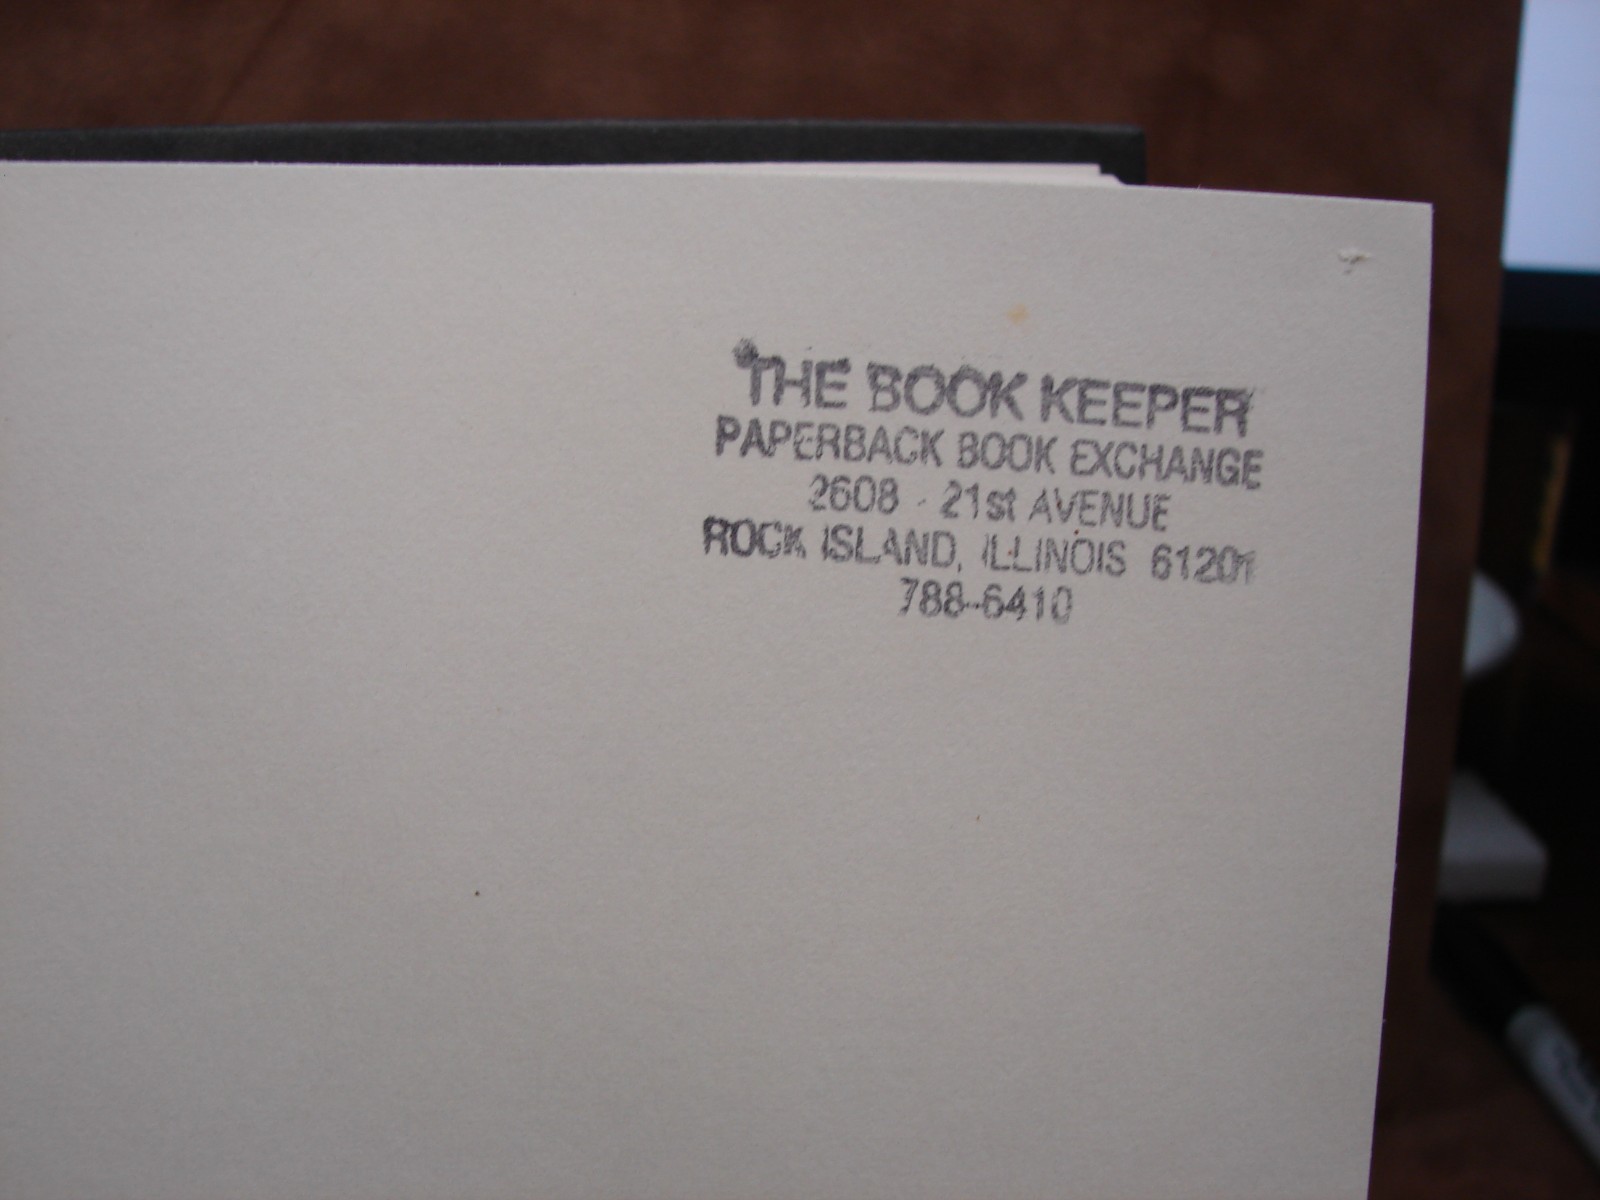 THE BOOK KEEPER
PAPERBACK BOOK EXCHANGE
2608 - 21st AVENUE
ROCK ISLAND, ILLINOIS 61201
788-6410